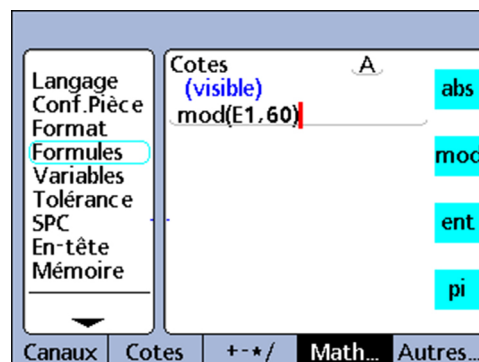 Langage
Conf.Pièce
Format
Formules
Variables
Tolérance
SPC
En-tête
Mémoire
Cotes A
(visible)
mod(E1,60)
abs
mod
ent
pi
Canaux Cotes +-*/ Math... Autres...